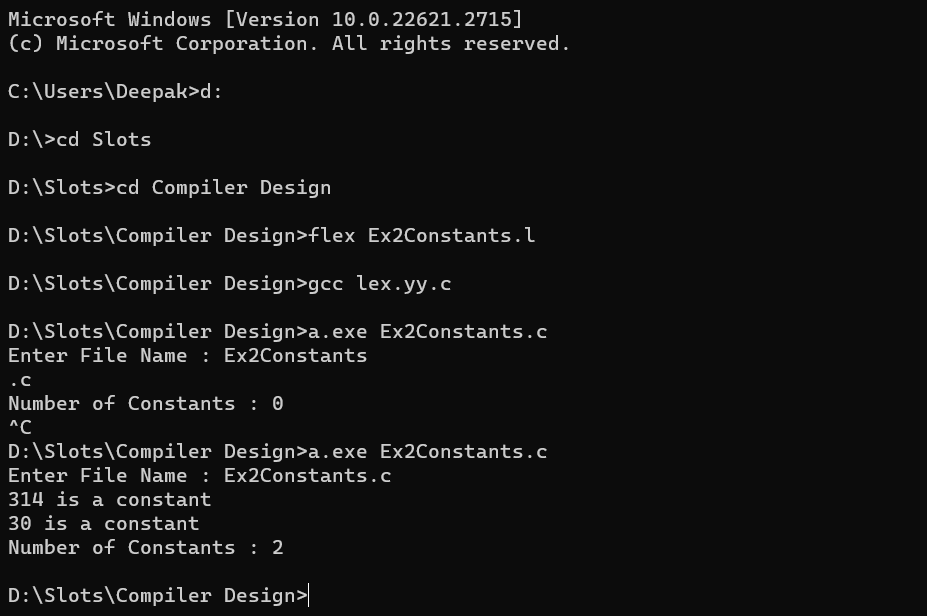 Microsoft Windows [Version 10.0.22621.2715]
(c) Microsoft Corporation. All rights reserved.
C:\Users\Deepak>d:
D:\>cd Slots
D:\Slots>cd Compiler Design
D:\Slots\Compiler Design>flex Ex2Constants.l
D:\Slots\Compiler Design>gcc lex.yy.c
D:\Slots\Compiler Design>a.exe Ex2Constants.c
Enter File Name : Ex2Constants
.c
Number of Constants : 0
^C
D:\Slots\Compiler Design>a.exe Ex2Constants.c
Enter File Name : Ex2Constants.c
314 is a constant
30 is a constant
Number of Constants : 2
D:\Slots\Compiler Design>